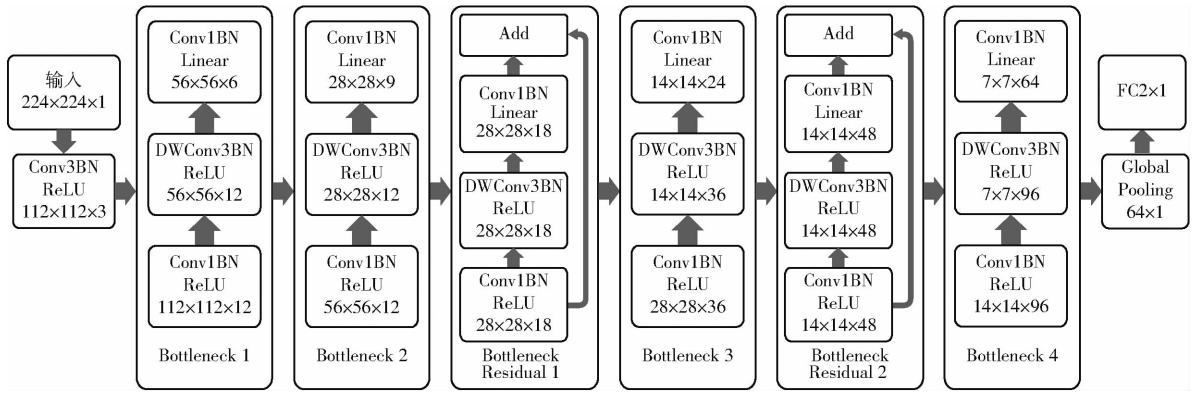 输入
224×224×1
Conv3BN
ReLU
112×112×3
Conv1BN
Linear
56×56×6
DWConv3BN
ReLU
56×56×12
Conv1BN
ReLU
112×112×12
Bottleneck 1
Conv1BN
Linear
28×28×9
DWConv3BN
ReLU
28×28×12
Conv1BN
ReLU
56×56×12
Bottleneck 2
Add
Conv1BN
Linear
28×28×18
DWConv3BN
ReLU
28×28×18
Conv1BN
ReLU
28×28×18
Bottleneck
Residual 1
Conv1BN
Linear
14×14×24
DWConv3BN
ReLU
14×14×36
Conv1BN
ReLU
28×28×36
Bottleneck 3
Add
Conv1BN
Linear
14×14×48
DWConv3BN
ReLU
14×14×48
Conv1BN
ReLU
14×14×48
Bottleneck
Residual 2
Conv1BN
Linear
7×7×64
DWConv3BN
ReLU
7×7×96
Conv1BN
ReLU
14×14×96
Bottleneck 4
FC2×1
Global
Pooling
64×1